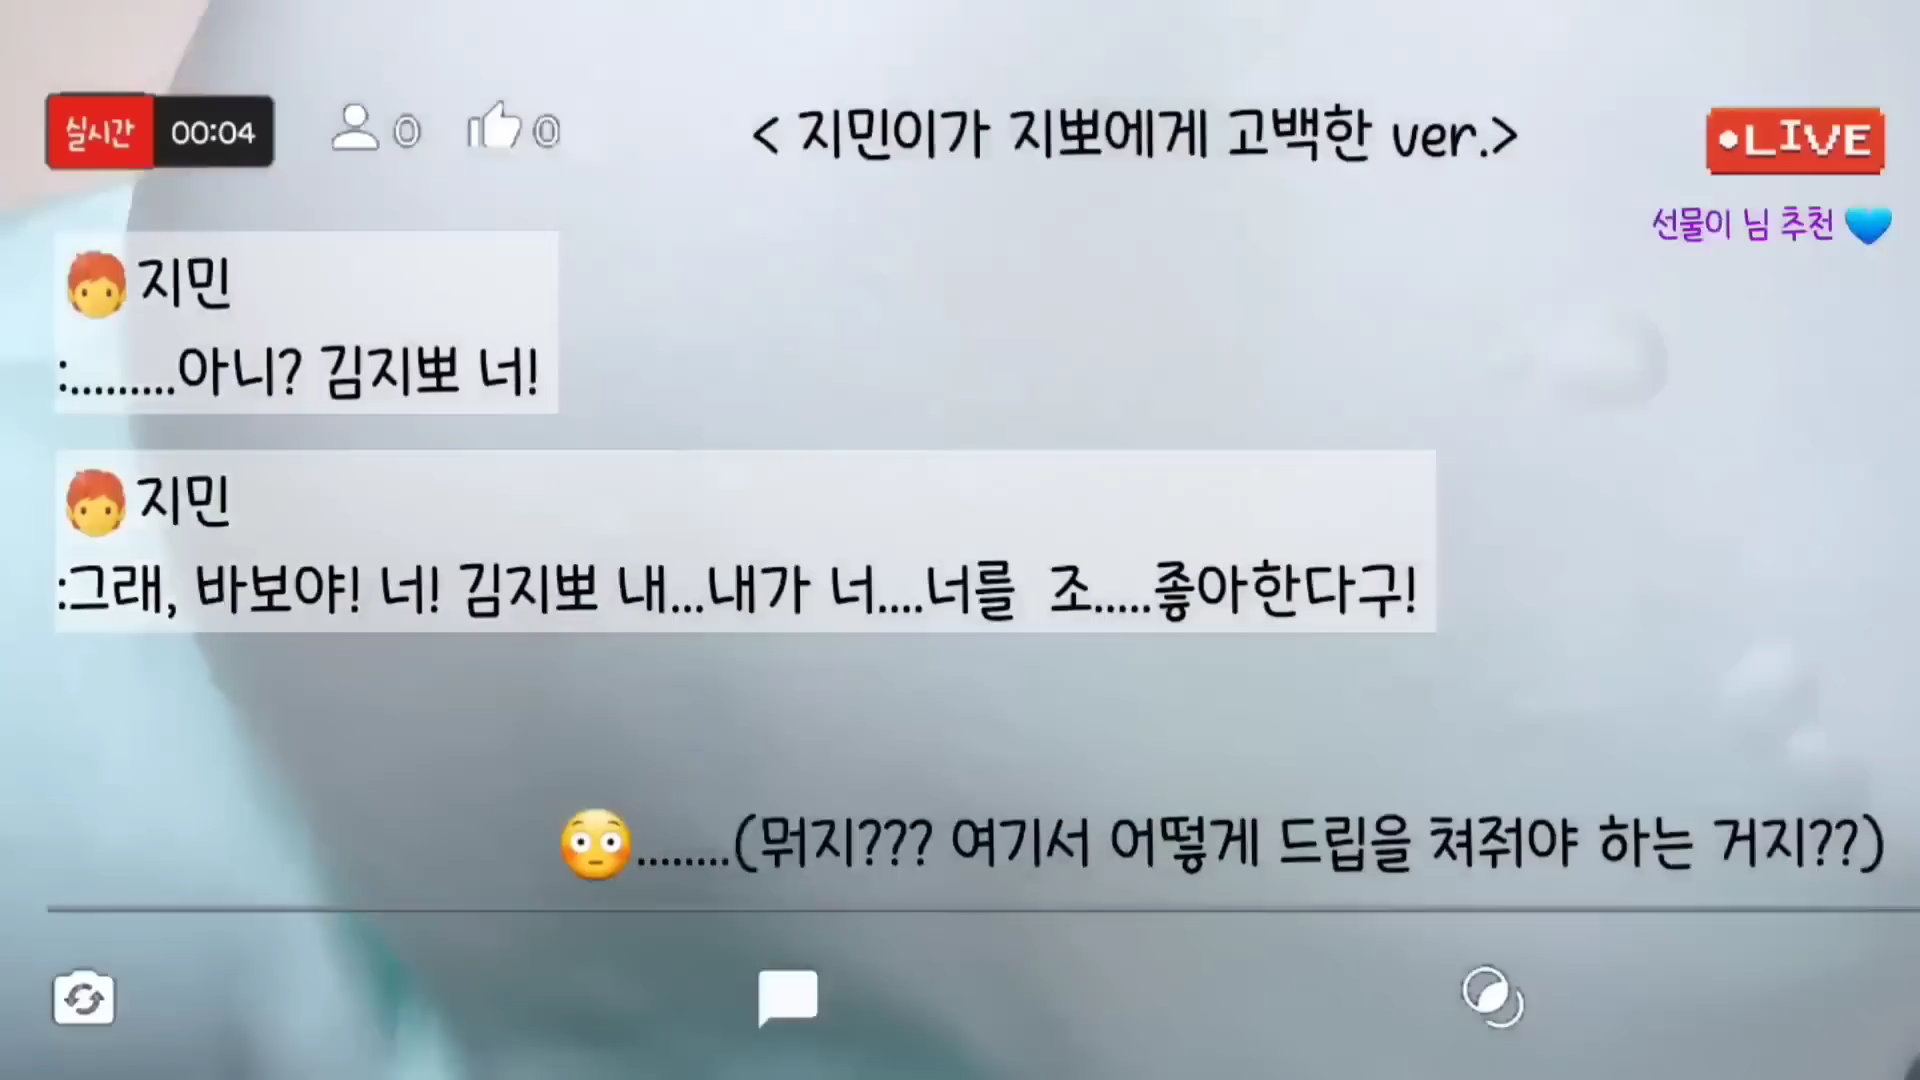 실시간 00:04 0 0
< 지민이가 지뽀에게 고백한 ver.>
LIVE
선물이 님 추천
지민
:.........아니? 김지뽀 너!
지민
:그래, 바보야! 너! 김지뽀 내...내가 너....너를 조.....좋아한다구!
........(뭐지??? 여기서 어떻게 드립을 쳐줘야 하는 거지??)